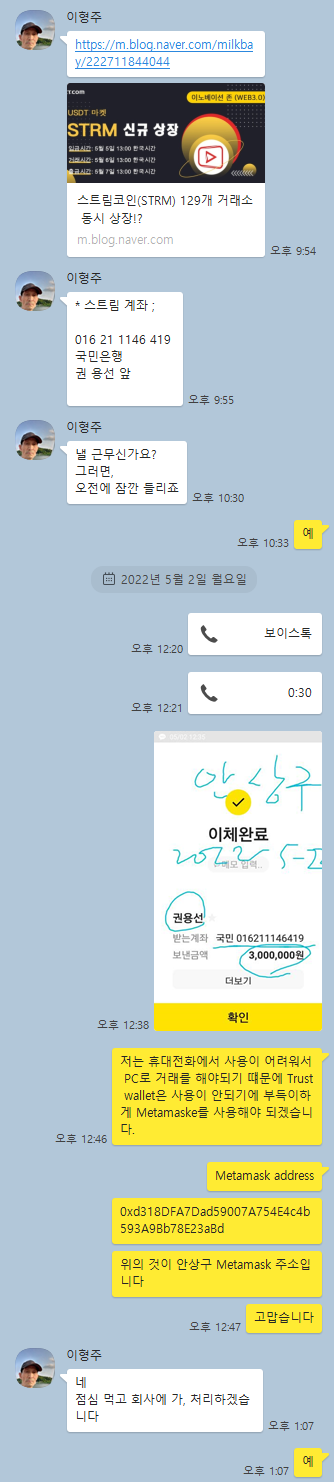 이형주
https://m.blog.naver.com/milkba
y/222711844044
er.com
이노베이션 존 (WEB3.0)
USDT 마켓
STRM 신규 상장
입금시간: 5월 5일 13:00 한국시간
거래시간: 5월 6일 13:00 한국시간
출금시간: 5월 7일 13:00 한국시간
스트림코인(STRM) 129개 거래소
동시 상장!?
m.blog.naver.com
오후 9:54
이형주
* 스트림 계좌 ;
016 21 1146 419
국민은행
권 용선 앞
오후 9:55
이형주
낼 근무신가요?
그러면,
오전에 잠깐 들리죠
오후 10:30
예
오후 10:33
2022년 5월 2일 월요일
보이스톡
오후 12:20
0:30
오후 12:21
안상구
이체완료
2022 5-2
메모 입력..
권용선
받는계좌 국민 016211146419
보낸금액 3,000,000원
더보기
확인
오후 12:38
저는 휴대전화에서 사용이 어려워서
PC로 거래를 해야되기 때문에 Trust
wallet은 사용이 안되기에 부득이하
게 Metamaske를 사용해야 되겠습니
다.
오후 12:46
Metamask address
0xd318DFA7Dad59007A754E4c4b
593A9Bb78E23aBd
위의 것이 안상구 Metamask 주소입
니다
고맙습니다
오후 12:47
이형주
네
점심 먹고 회사에 가, 처리하겠습
니다
오후 1:07
예
오후 1:07